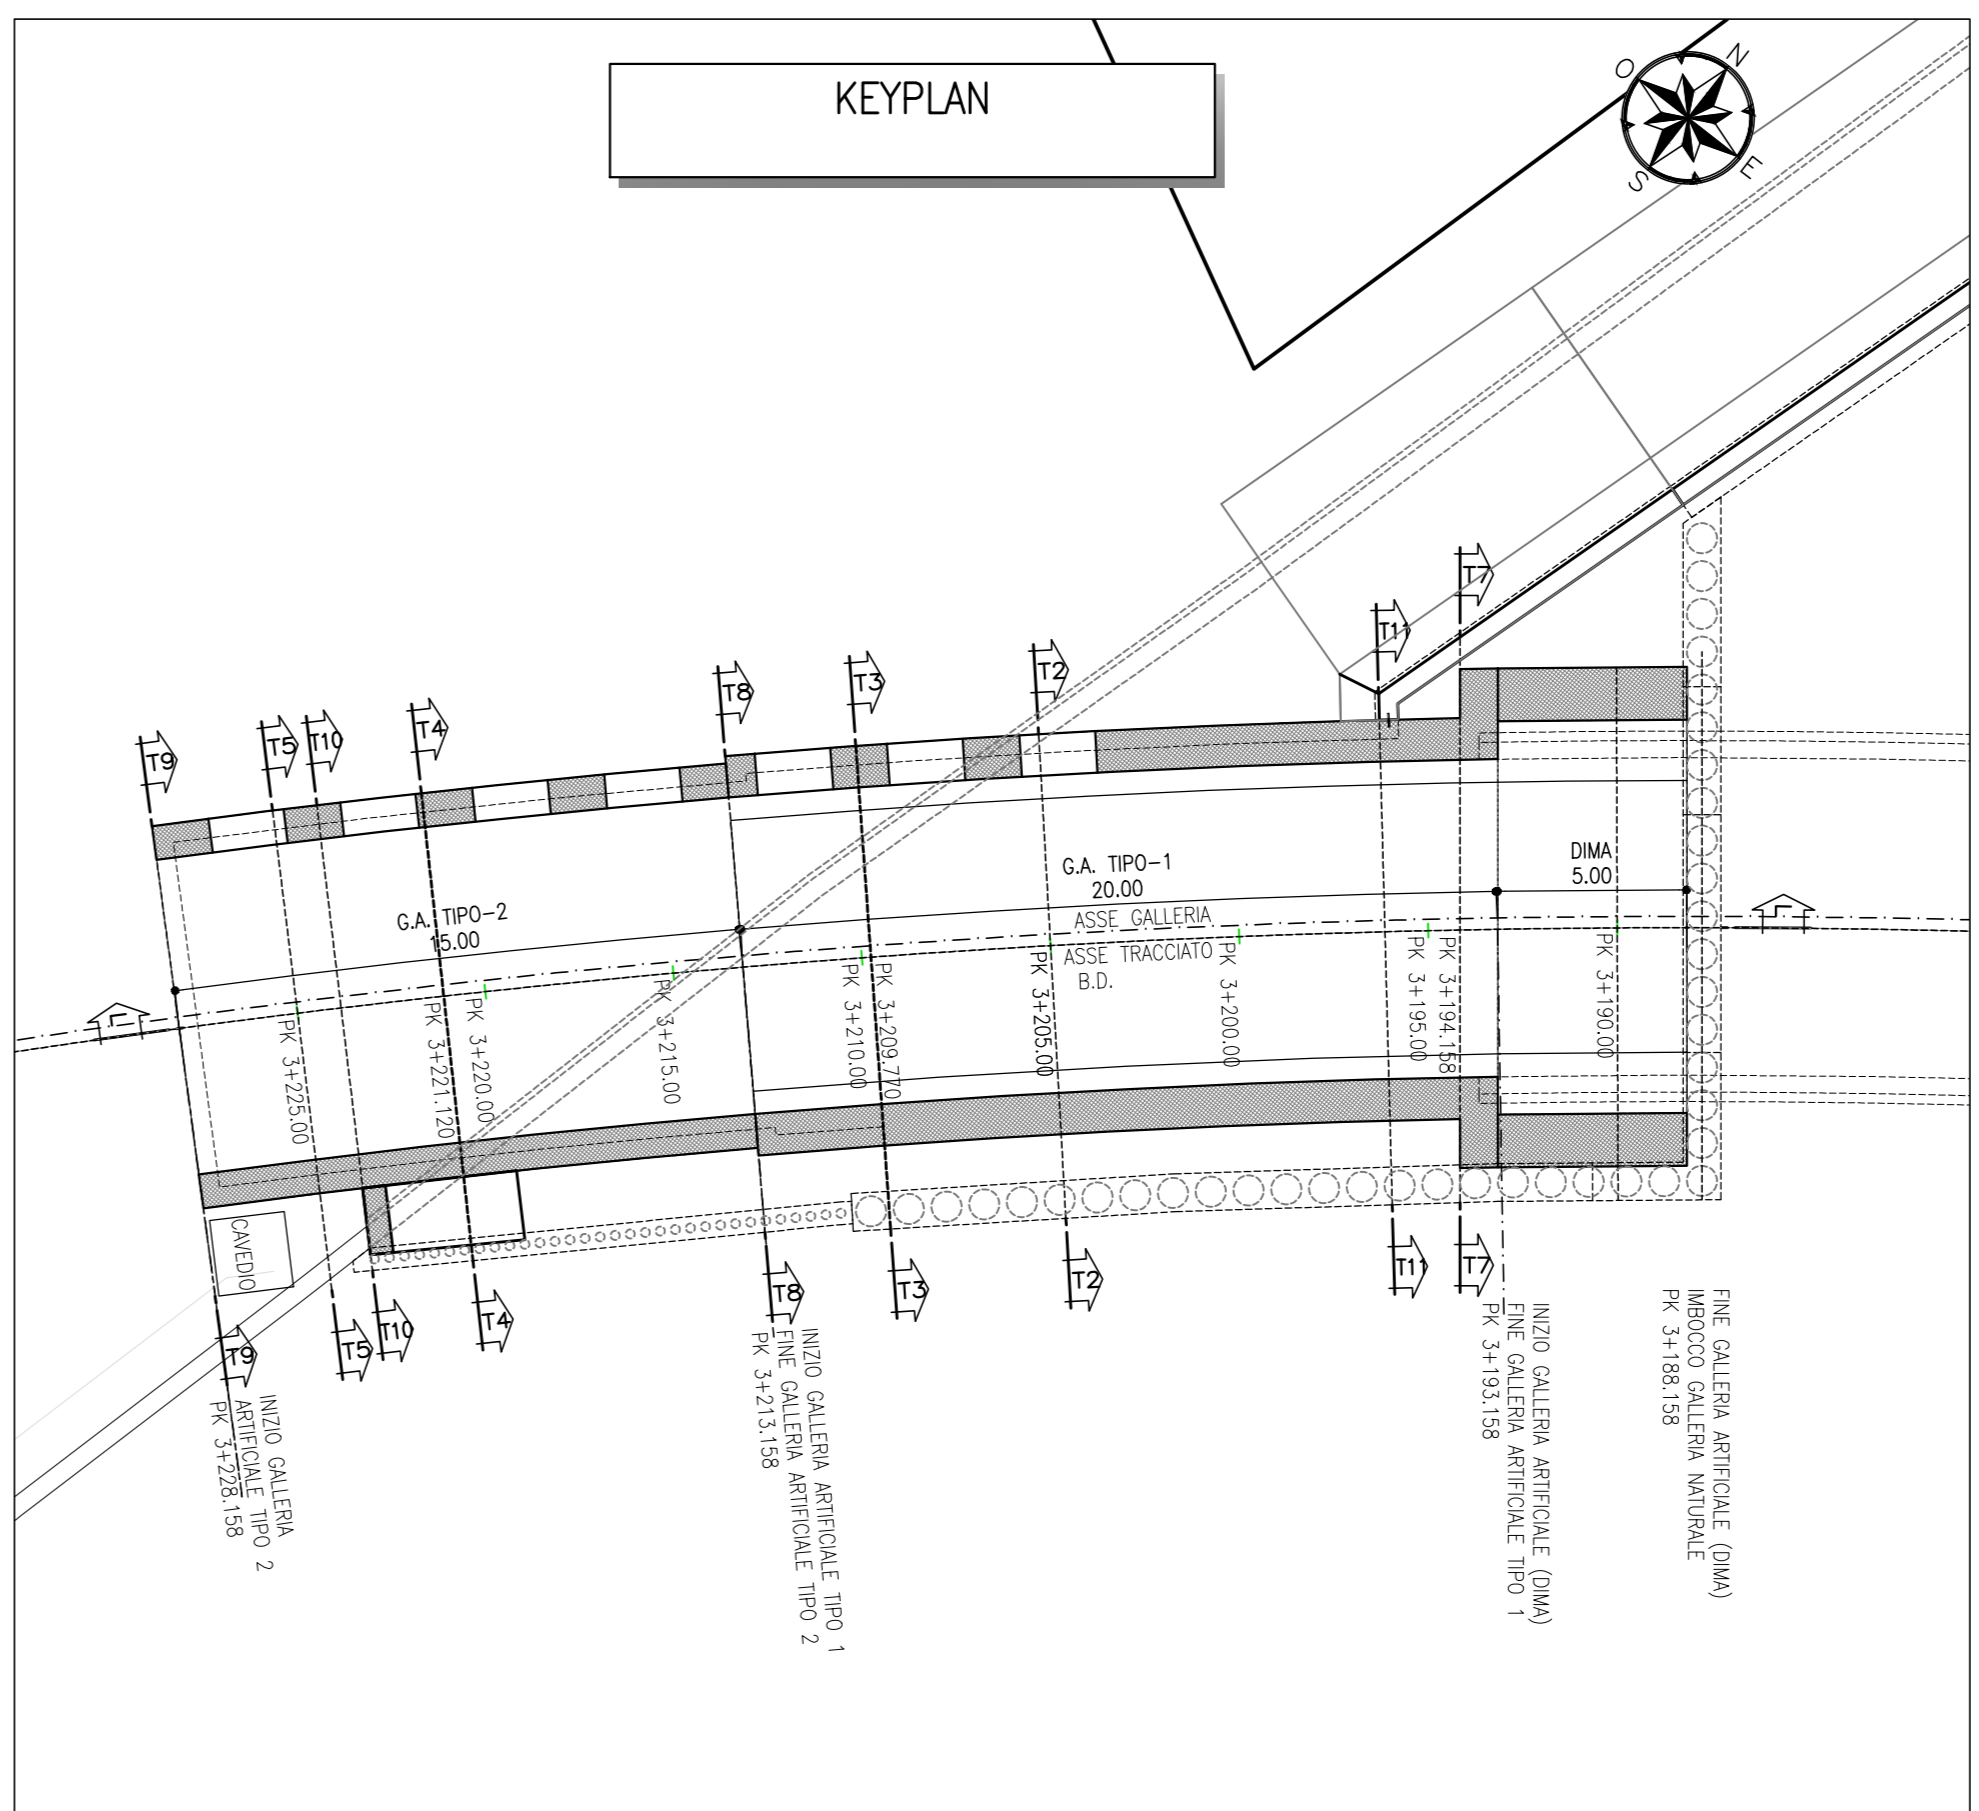 KEYPLAN
O
N
S
E
T9
T5
T10
T4
T8
T3
T2
T11
T7
G.A. TIPO-2
15.00
G.A. TIPO-1
20.00
DIMA
5.00
ASSE GALLERIA
ASSE TRACCIATO
B.D.
L
L
PK 3+225.00
PK 3+221.120
PK 3+220.00
PK 3+215.00
PK 3+210.00
PK 3+209.770
PK 3+205.00
PK 3+200.00
PK 3+195.00
PK 3+194.158
PK 3+190.00
CAVEDIO
T9
T5
T10
T4
T8
T3
T2
T11
T7
INIZIO GALLERIA
ARTIFICIALE TIPO 2
PK 3+228.158
INIZIO GALLERIA ARTIFICIALE TIPO 1
FINE GALLERIA ARTIFICIALE TIPO 2
PK 3+213.158
INIZIO GALLERIA ARTIFICIALE (DIMA)
FINE GALLERIA ARTIFICIALE TIPO 1
PK 3+193.158
FINE GALLERIA ARTIFICIALE (DIMA)
IMBOCCO GALLERIA NATURALE
PK 3+188.158